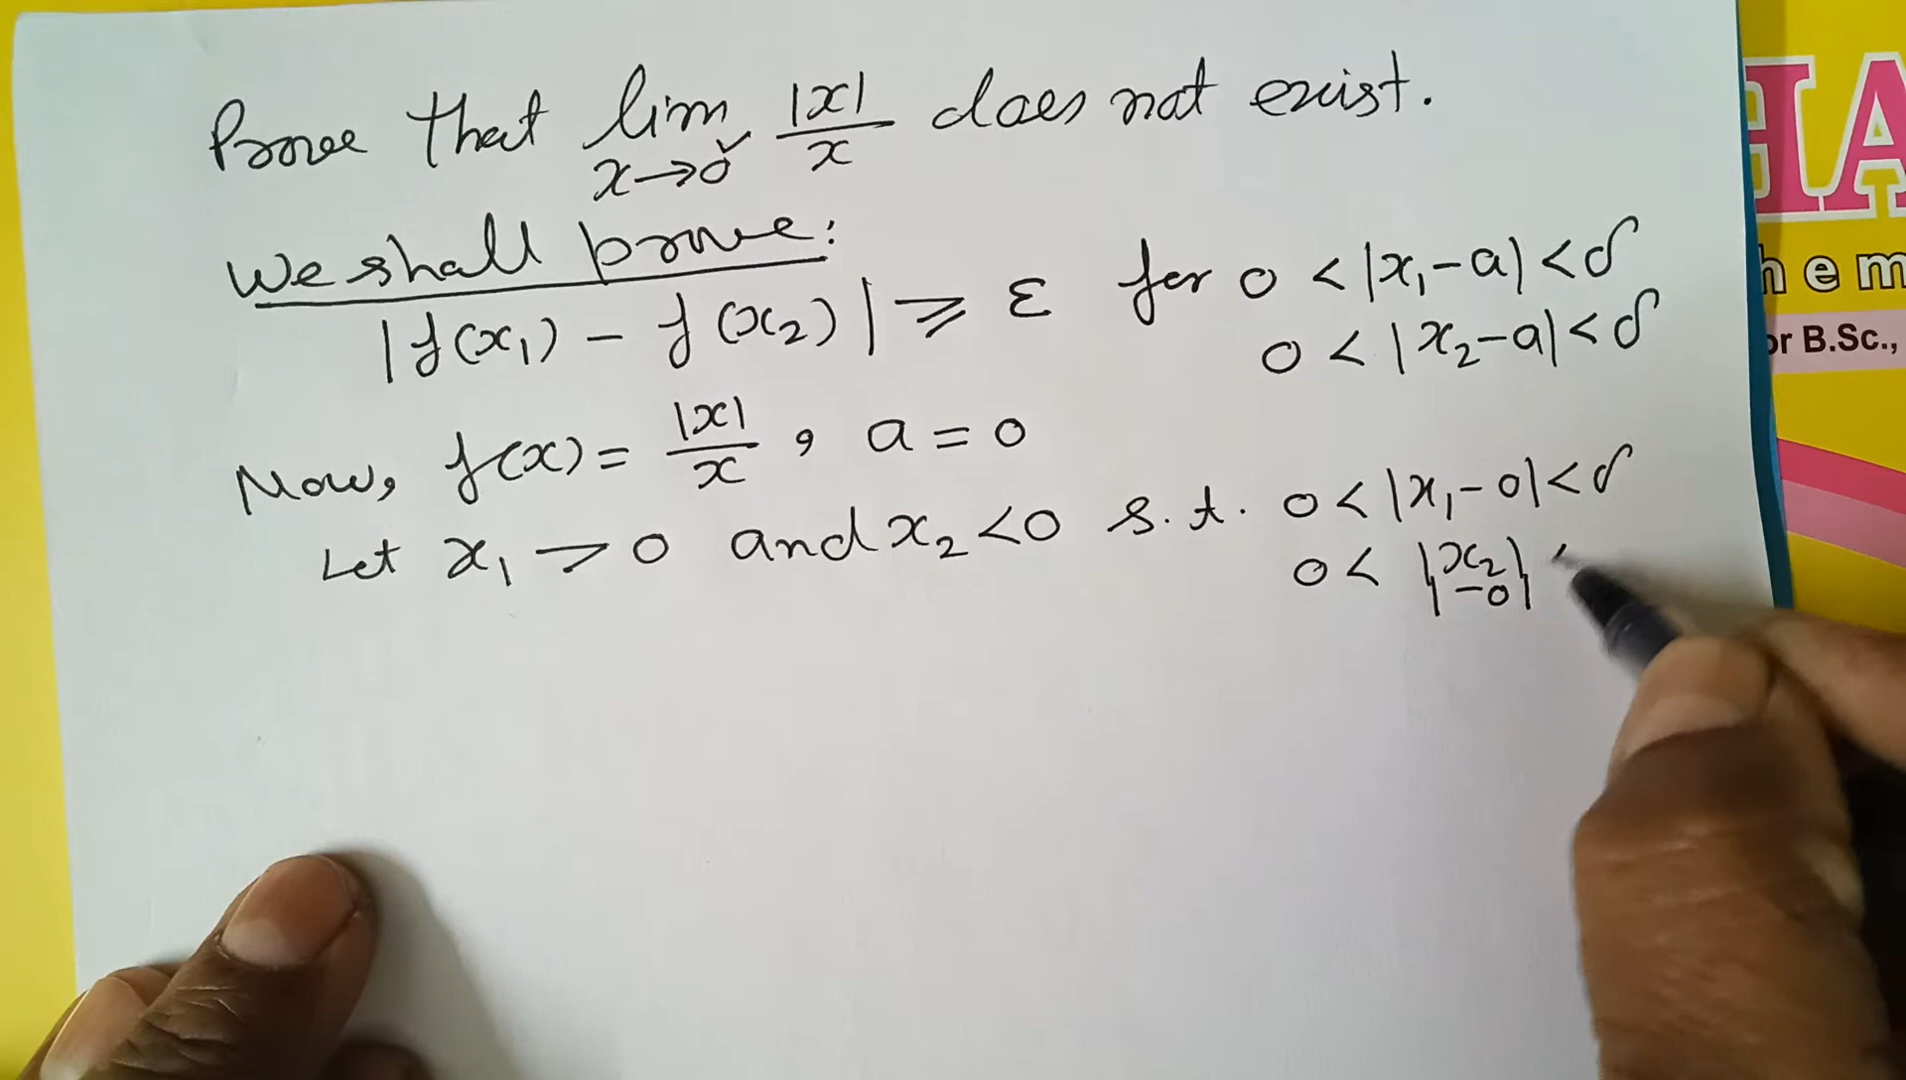 Prove that lim x→0 |x|/x does not exist.
We shall prove:
|f(x₁) - f(x₂)| ≥ ε for 0 < |x₁-a| < δ
0 < |x₂-a| < δ
Now, f(x) = |x|/x, a = 0
Let x₁ > 0 and x₂ < 0 s.t. 0 < |x₁-0| < δ
0 < |x₂-0| <
HA
hem
or B.Sc.,